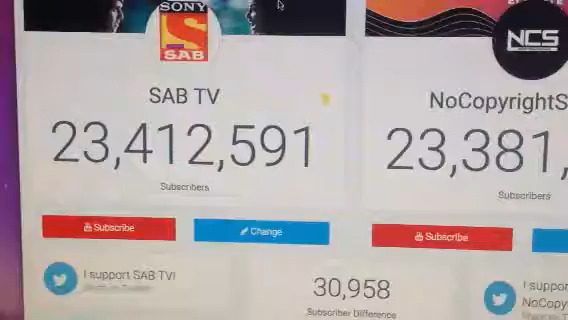 SONY
S
SAB
NCS
SAB TV
23,412,591
Subscribers
Subscribe
Change
NoCopyrightS
23,381,
Subscribers
Subscribe
I support SAB TV!
30,958
Subscriber Difference
I suppor
NoCopy